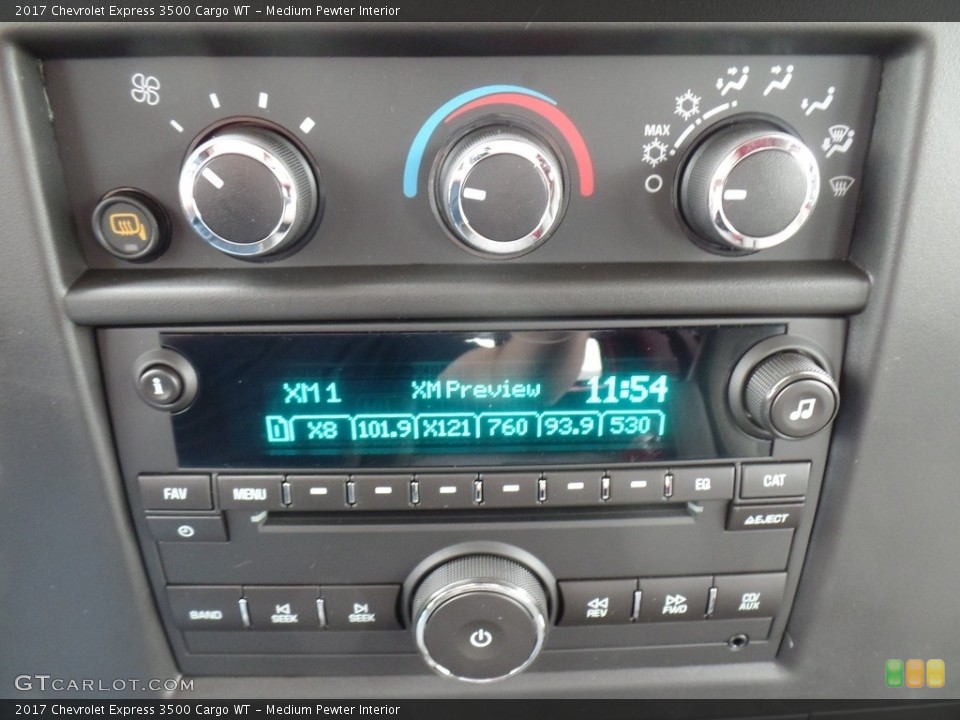 2017 Chevrolet Express 3500 Cargo WT - Medium Pewter Interior
MAX
i
XM 1 XM Preview 11:54
1 X8 101.9 X121 760 93.9 530
FAV MENU EQ CAT
EJECT
BAND SEEK SEEK REV FWD CD/AUX
GTCARLOT.COM
2017 Chevrolet Express 3500 Cargo WT - Medium Pewter Interior